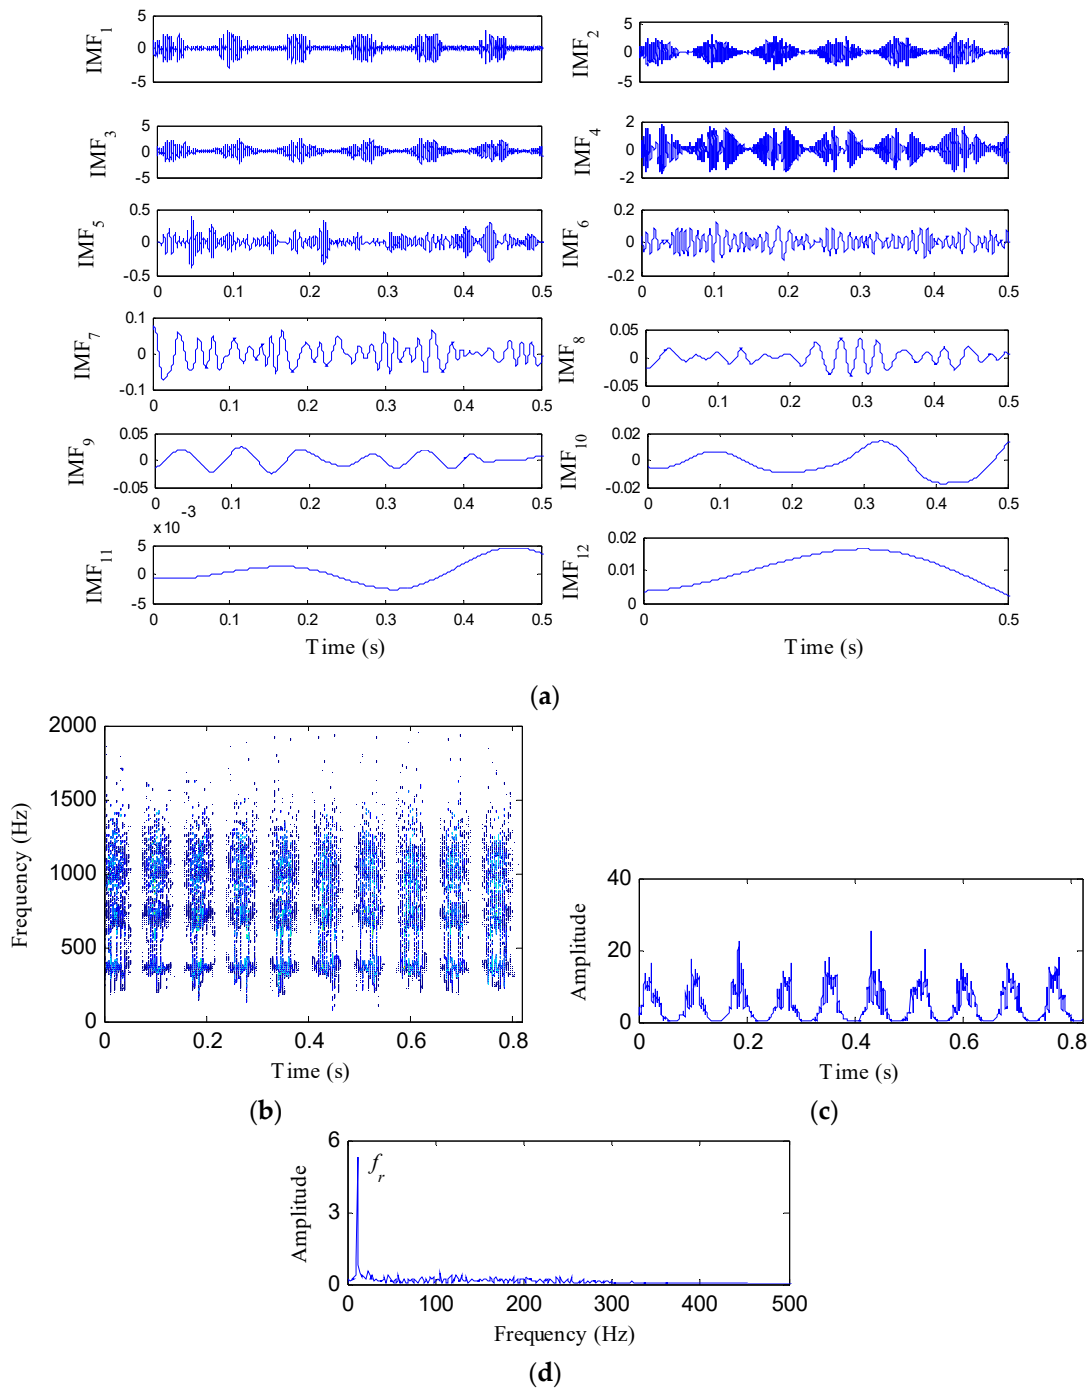 IMF1
5
0
-5
IMF2
5
0
-5
IMF3
5
0
-5
IMF4
2
0
-2
IMF5
0.5
0
-0.5
0 0.1 0.2 0.3 0.4 0.5
IMF6
0.2
0
-0.2
0 0.1 0.2 0.3 0.4 0.5
IMF7
0.1
0
-0.1
0 0.1 0.2 0.3 0.4 0.5
IMF8
0.05
0
-0.05
0 0.1 0.2 0.3 0.4 0.5
IMF9
0.05
0
-0.05
0 0.1 0.2 0.3 0.4 0.5
IMF10
0.02
0
-0.02
0 0.1 0.2 0.3 0.4 0.5
x 10 -3
IMF11
5
0
-5
0 0.1 0.2 0.3 0.4 0.5
Time (s)
IMF12
0.02
0.01
0
0 0.5
Time (s)
(a)
Frequency (Hz)
2000
1500
1000
500
0
0 0.2 0.4 0.6 0.8
Time (s)
(b)
Amplitude
40
20
0
0 0.2 0.4 0.6 0.8
Time (s)
(c)
Amplitude
6
3
0
fr
0 100 200 300 400 500
Frequency (Hz)
(d)